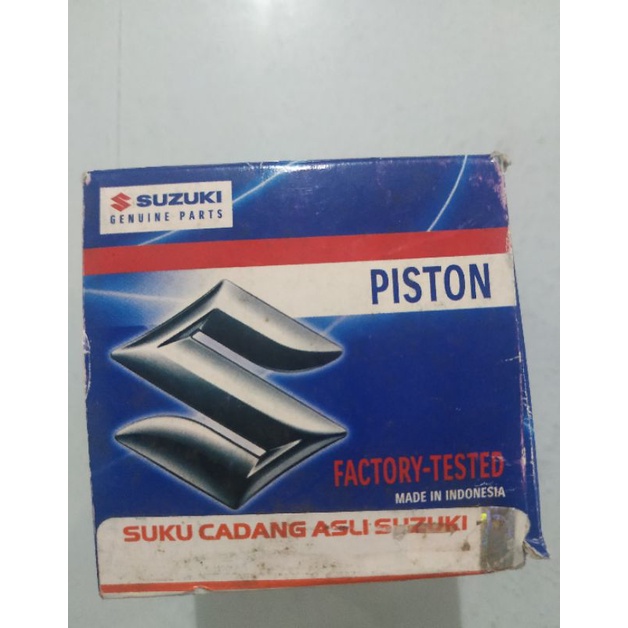 SUZUKI
GENUINE PARTS
PISTON
FACTORY-TESTED
MADE IN INDONESIA
SUKU CADANG ASLI SUZUKI -